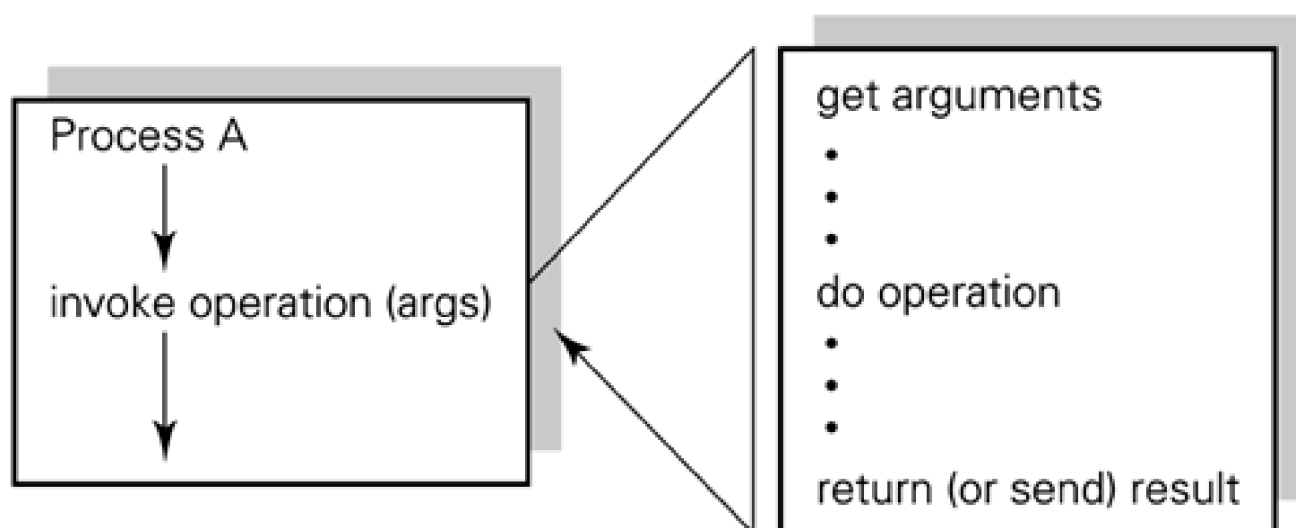 Process A
invoke operation (args)
get arguments
do operation
return (or send) result